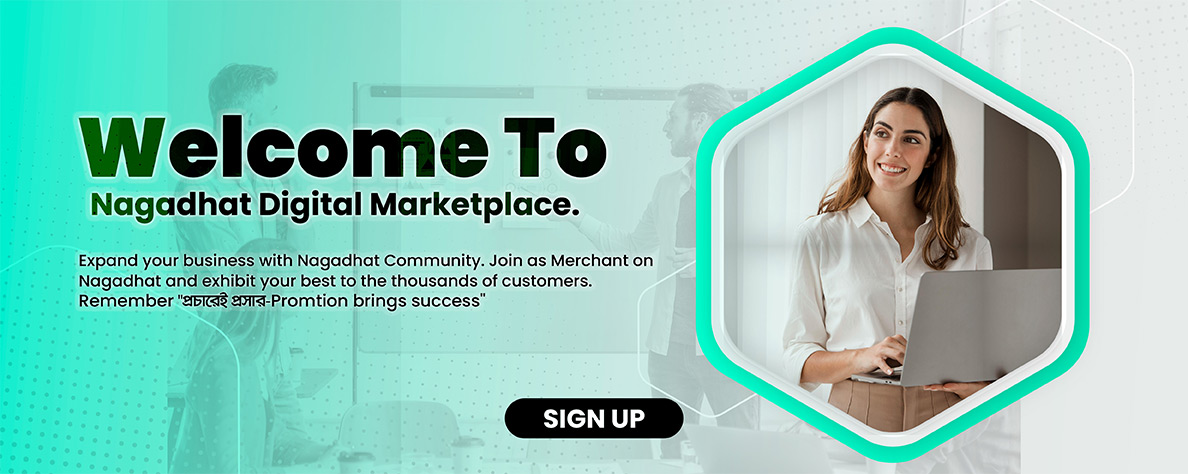 Welcome To
Nagadhat Digital Marketplace.
Expand your business with Nagadhat Community. Join as Merchant on
Nagadhat and exhibit your best to the thousands of customers.
Remember "প্রচারেই প্রসার-Promtion brings success"
SIGN UP